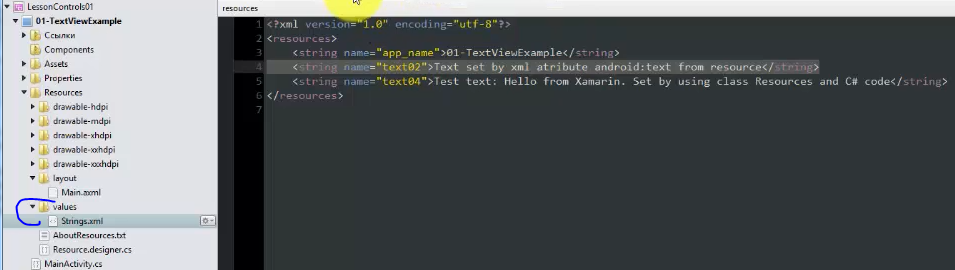 LessonControls01
01-TextViewExample
Ссылки
Components
Assets
Properties
Resources
drawable-hdpi
drawable-mdpi
drawable-xhdpi
drawable-xxhdpi
drawable-xxxhdpi
layout
Main.axml
values
Strings.xml
AboutResources.txt
Resource.designer.cs
MainActivity.cs
resources
1 <?xml version="1.0" encoding="utf-8"?>
2 <resources>
3 <string name="app_name">01-TextViewExample</string>
4 <string name="text02">Text set by xml atribute android:text from resource</string>
5 <string name="text04">Test text: Hello from Xamarin. Set by using class Resources and C# code</string>
6 </resources>
7